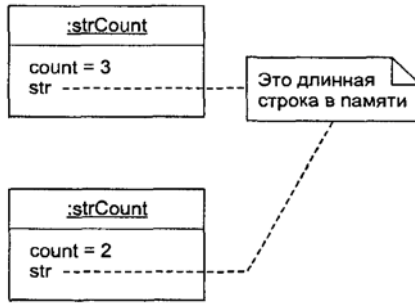 :strCount
count = 3
str
Это длинная
строка в памяти
:strCount
count = 2
str